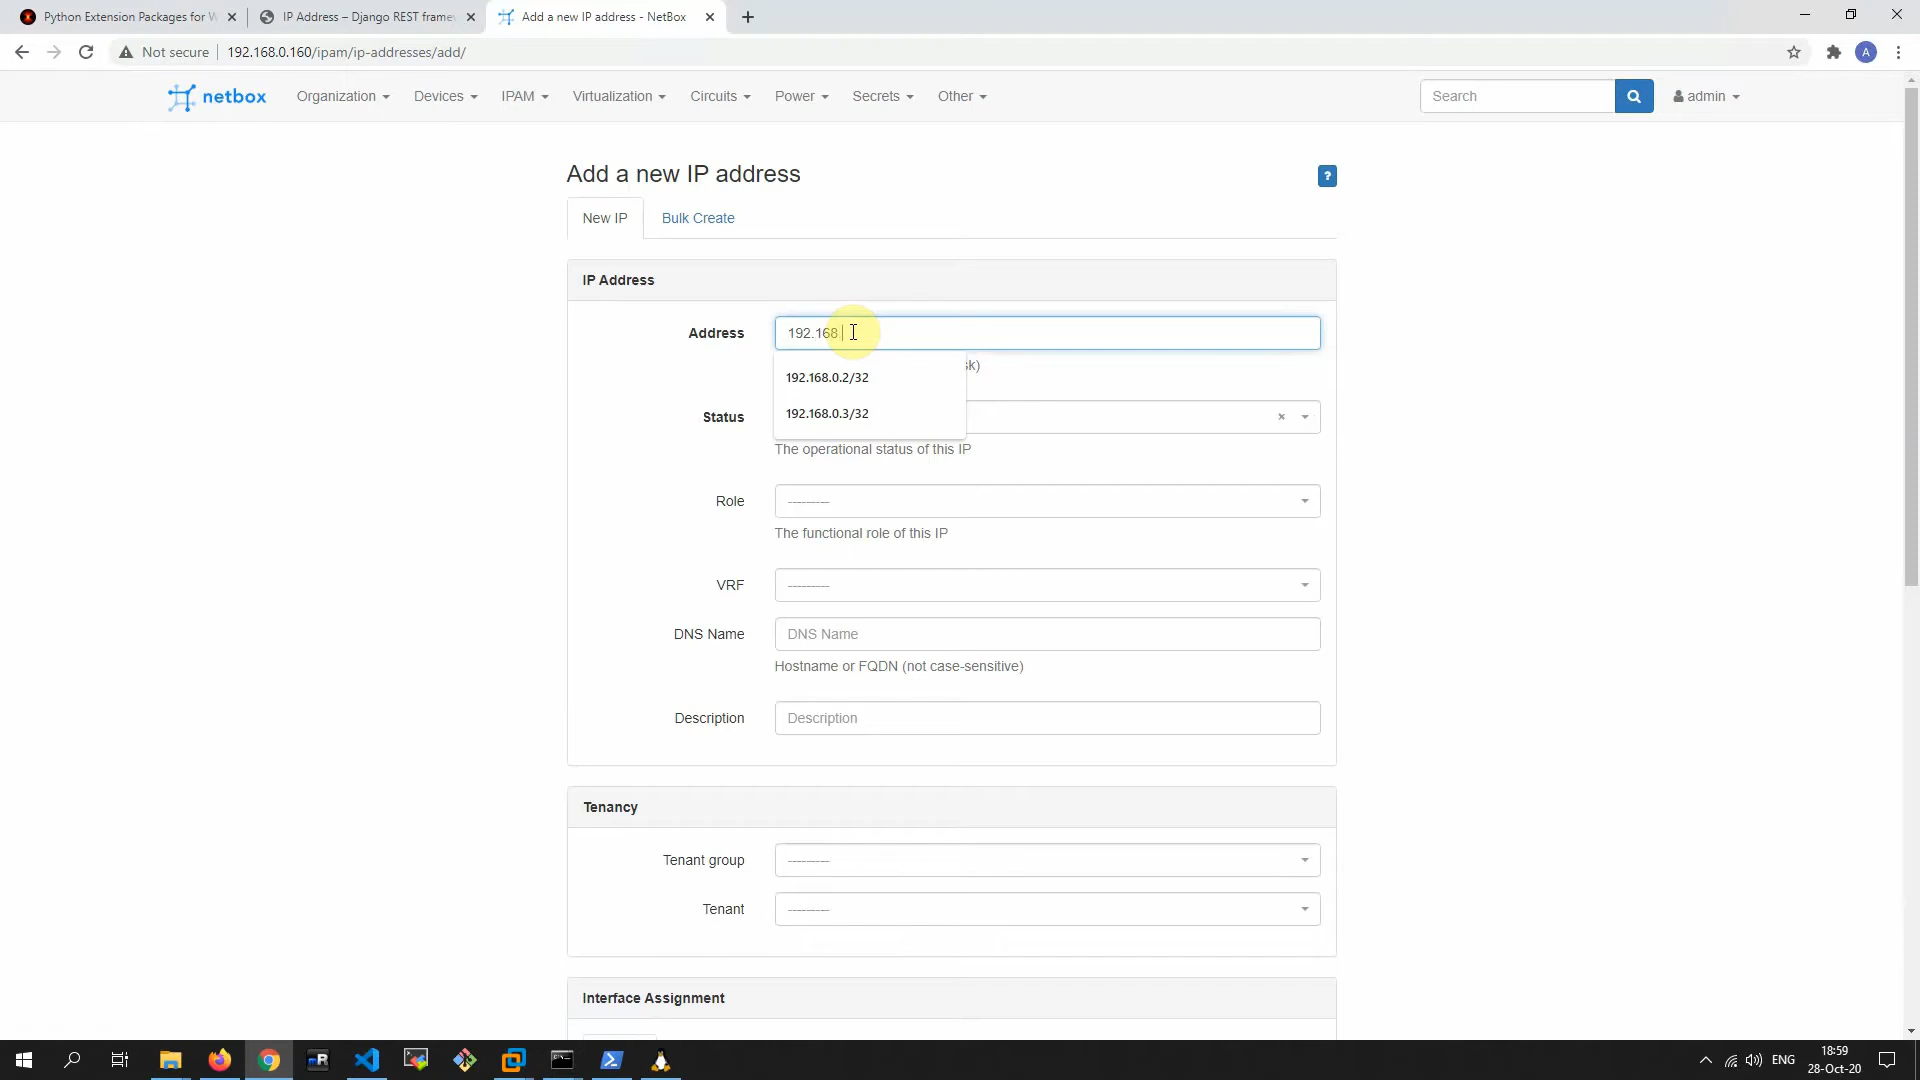 Python Extension Packages for W
IP Address – Django REST framew
Add a new IP address - NetBox
Not secure
192.168.0.160/ipam/ip-addresses/add/
A
netbox
Organization
Devices
IPAM
Virtualization
Circuits
Power
Secrets
Other
Search
admin
Add a new IP address
?
New IP
Bulk Create
IP Address
Address
192.168.
sk)
192.168.0.2/32
192.168.0.3/32
Status
×
The operational status of this IP
Role
---------
The functional role of this IP
VRF
---------
DNS Name
DNS Name
Hostname or FQDN (not case-sensitive)
Description
Description
Tenancy
Tenant group
---------
Tenant
---------
Interface Assignment
R
ENG
18:59
28-Oct-20